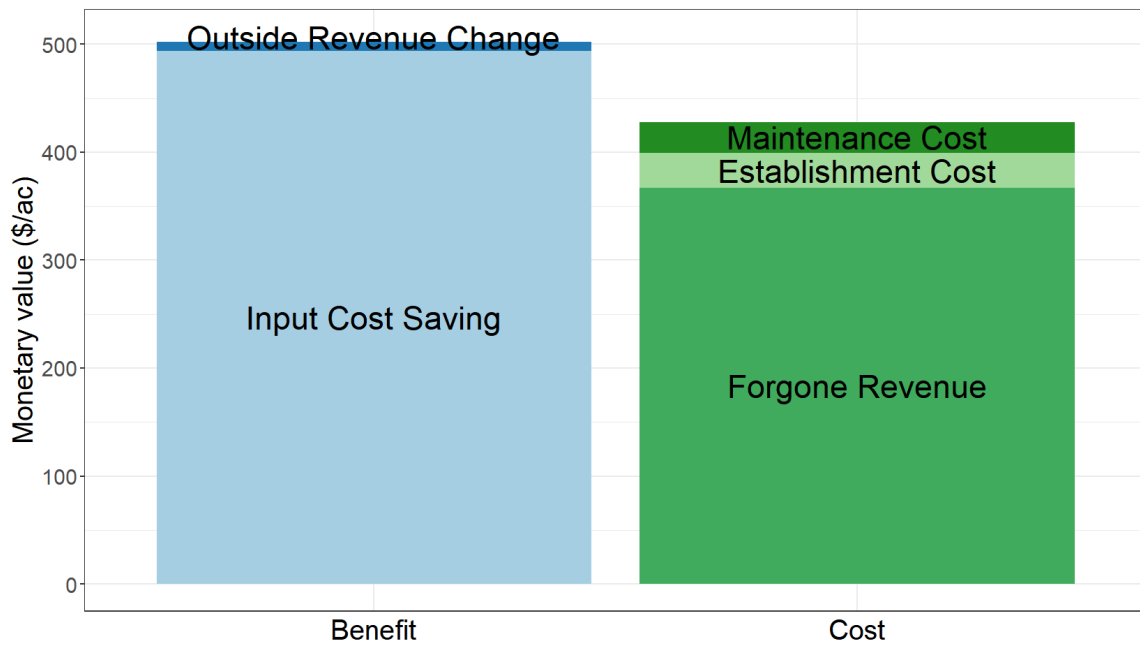 Monetary value ($/ac)
500
400
300
200
100
0
Outside Revenue Change
Input Cost Saving
Maintenance Cost
Establishment Cost
Forgone Revenue
Benefit
Cost